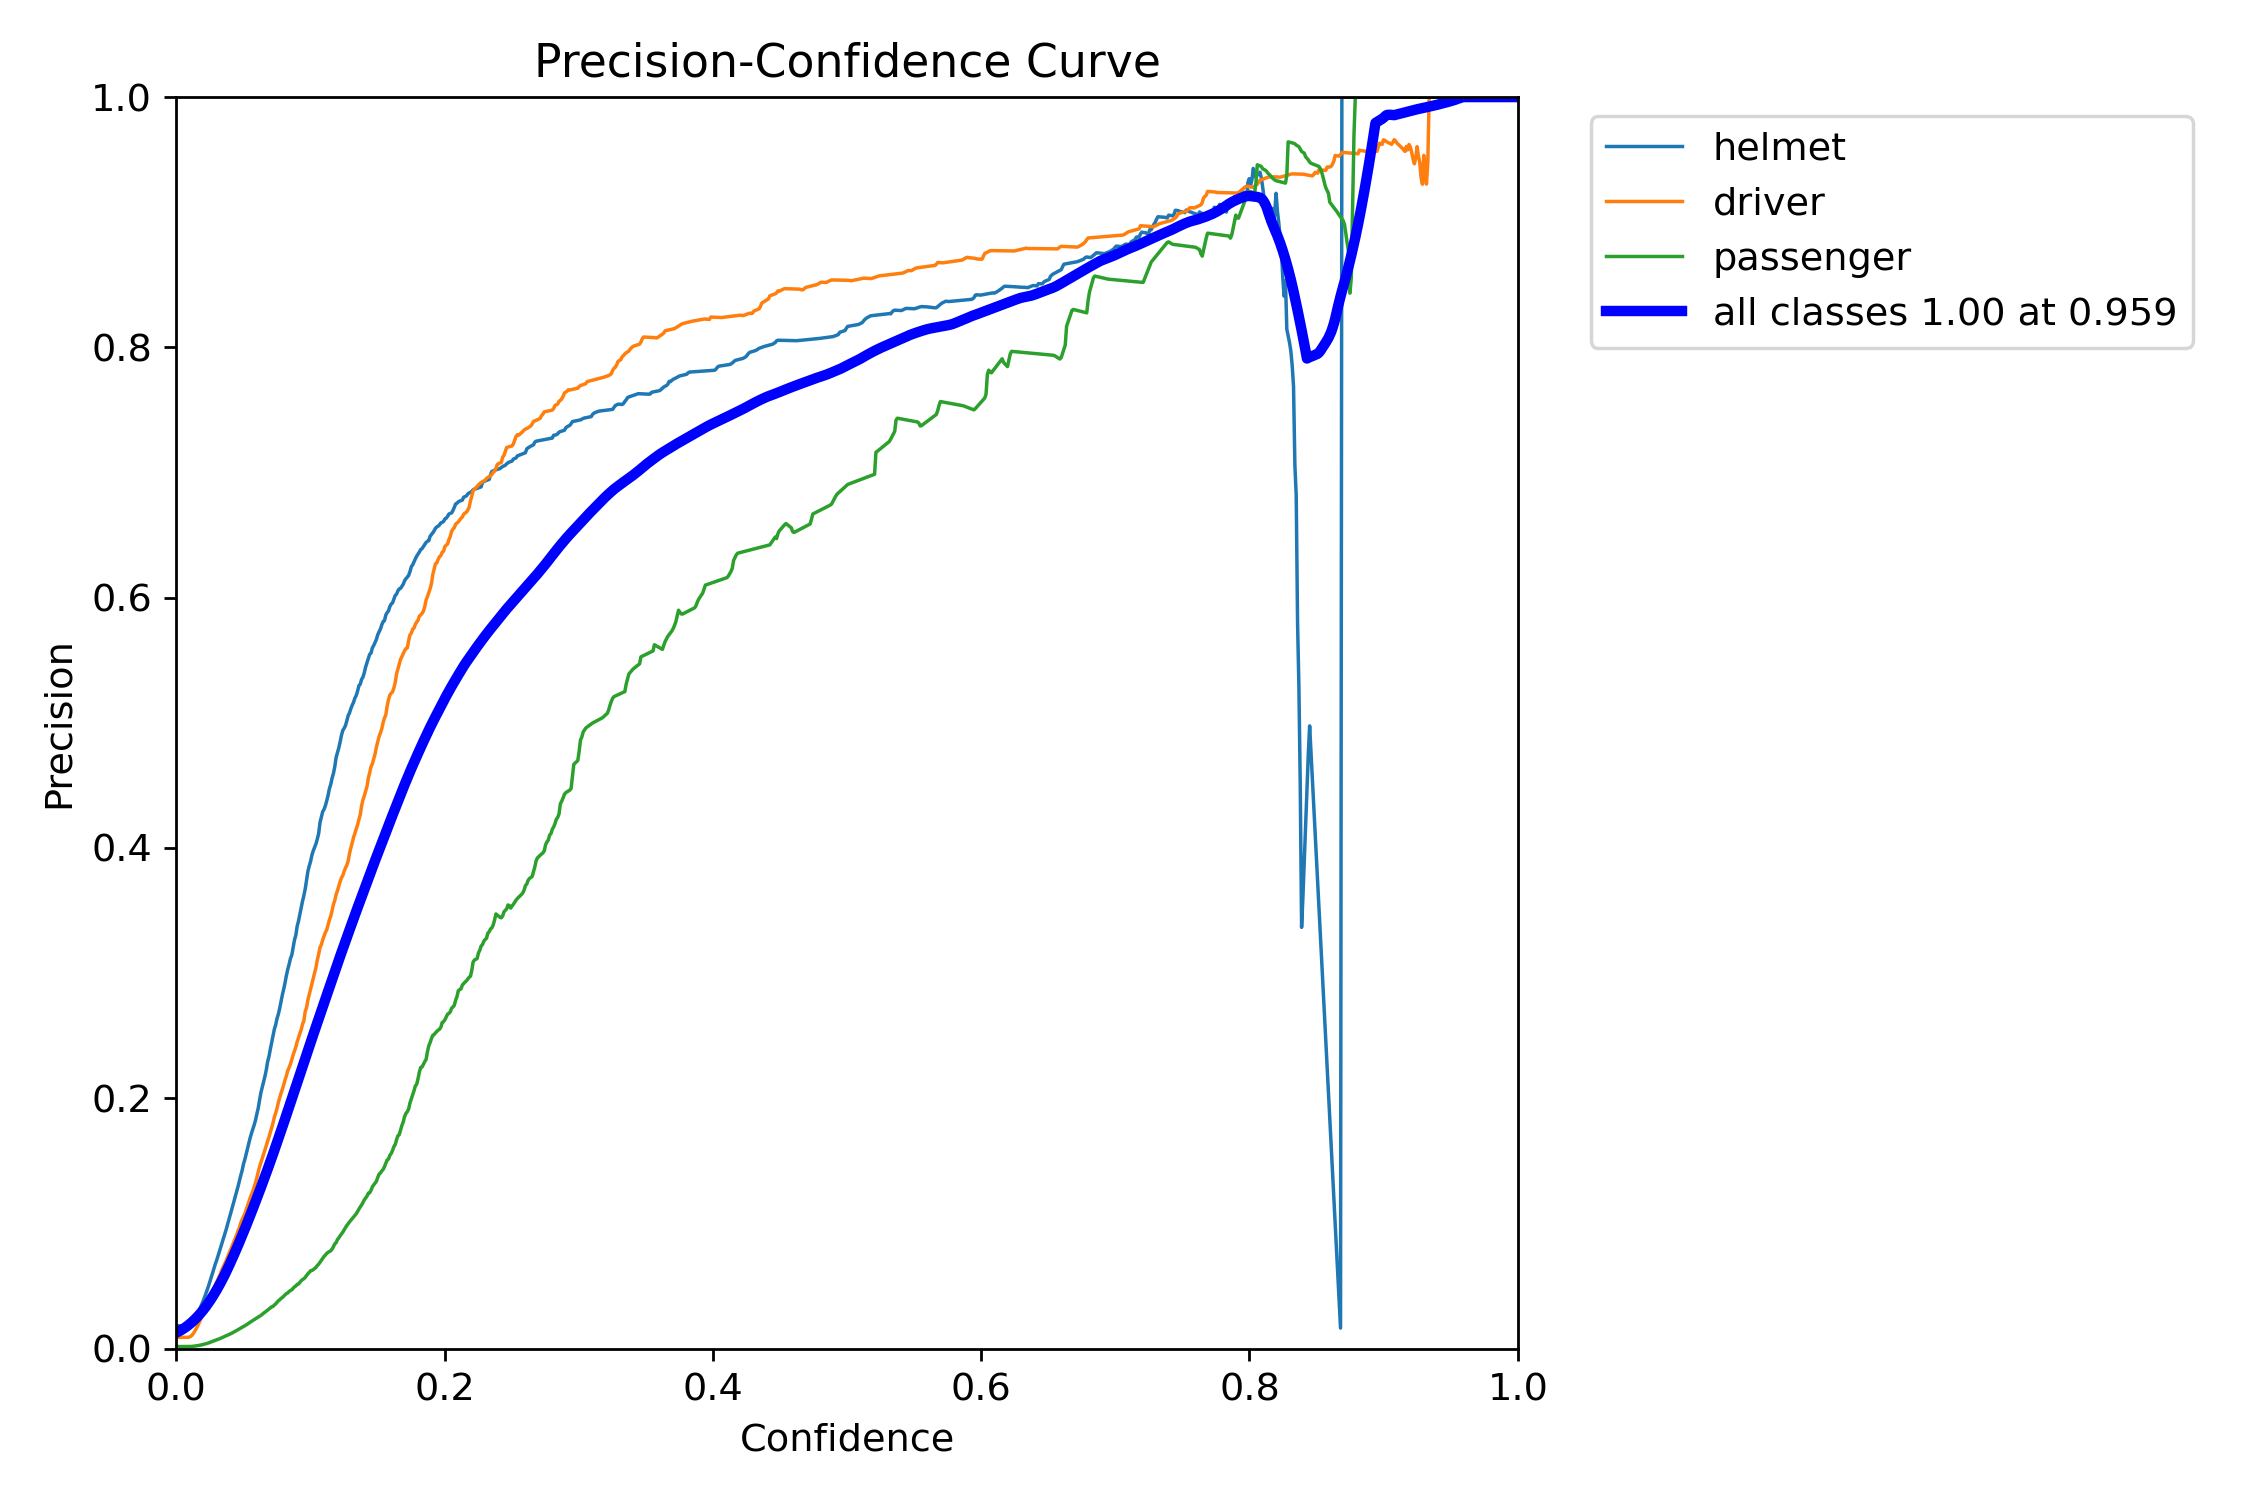 Precision-Confidence Curve
1.0
0.8
0.6
0.4
0.2
0.0
Precision
0.0 0.2 0.4 0.6 0.8 1.0
Confidence
helmet
driver
passenger
all classes 1.00 at 0.959